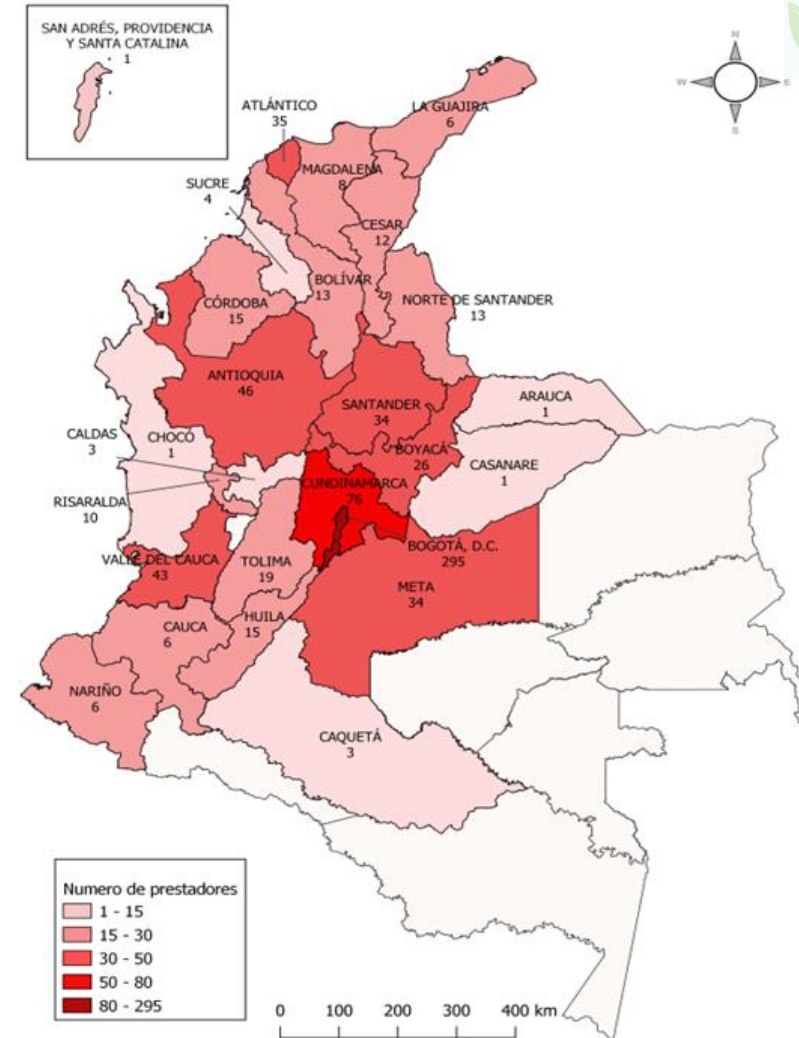 SAN ADRÉS, PROVIDENCIA
Y SANTA CATALINA
1
N
W
E
S
ATLÁNTICO
35
LA GUAJIRA
6
MAGDALENA
8
SUCRE
4
CESAR
12
BOLÍVAR
13
NORTE DE SANTANDER
13
CÓRDOBA
15
ANTIOQUIA
46
SANTANDER
34
ARAUCA
1
CALDAS
3
CHOCÓ
1
BOYACÁ
26
CASANARE
1
CUNDINAMARCA
76
RISARALDA
10
BOGOTÁ, D.C.
295
VALLE DEL CAUCA
43
TOLIMA
19
META
34
HUILA
15
CAUCA
6
NARIÑO
6
CAQUETÁ
3
Numero de prestadores
1 - 15
15 - 30
30 - 50
50 - 80
80 - 295
0 100 200 300 400 km